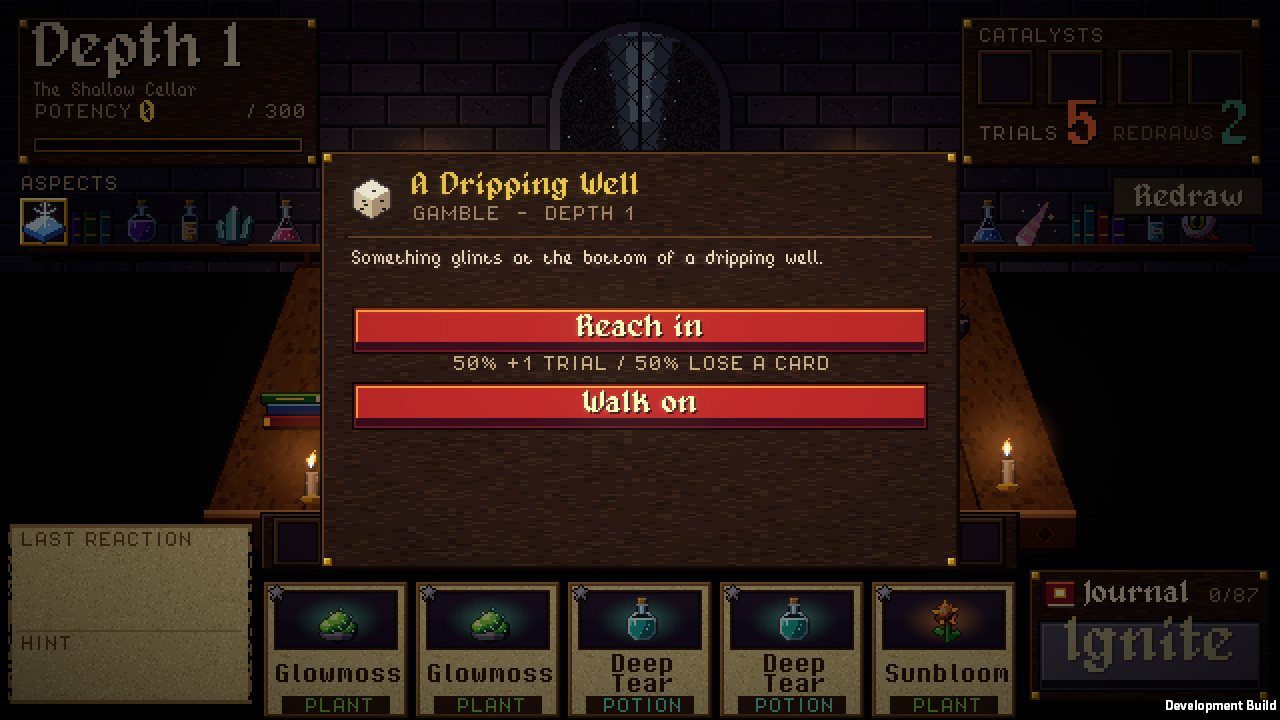 Depth 1
The Shallow Cellar
POTENCY 0 / 300
ASPECTS
CATALYSTS
TRIALS 5 REDRAWS 2
Redraw
A Dripping Well
GAMBLE - DEPTH 1
Something glints at the bottom of a dripping well.
Reach in
50% +1 TRIAL / 50% LOSE A CARD
Walk on
LAST REACTION
HINT
Glowmoss
PLANT
Glowmoss
PLANT
Deep
Tear
POTION
Deep
Tear
POTION
Sunbloom
PLANT
Journal 0/87
Ignite
Development Build